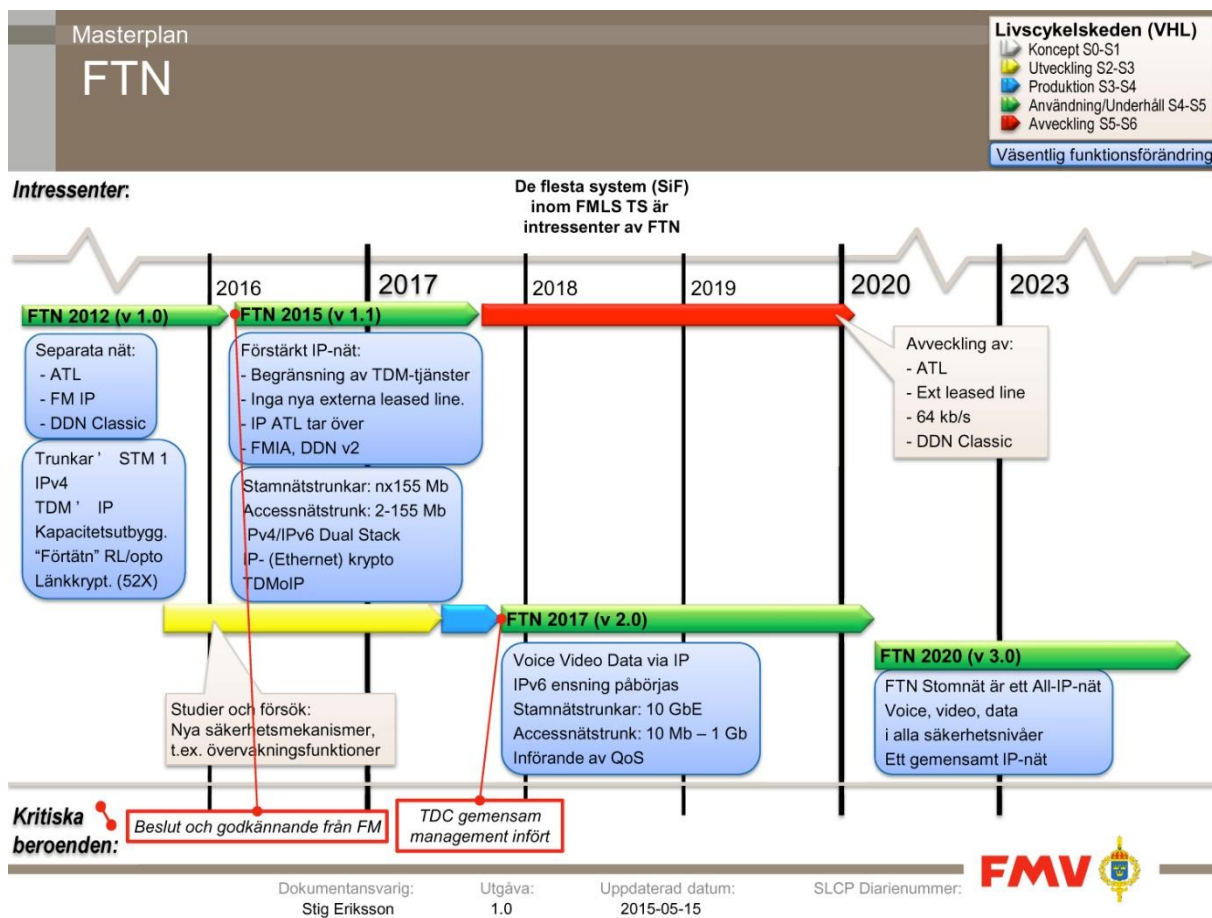 Masterplan
FTN
Livscykelskeden (VHL)
Koncept S0-S1
Utveckling S2-S3
Produktion S3-S4
Användning/Underhåll S4-S5
Avveckling S5-S6
Väsentlig funktionsförändring
Intressenter:
De flesta system (SiF)
inom FMLS TS är
intressenter av FTN
2016
2017
2018
2019
2020
2023
FTN 2012 (v 1.0)
Separata nät:
- ATL
- FM IP
- DDN Classic
Trunkar ' STM 1
IPv4
TDM ' IP
Kapacitetsutbygg.
"Förtätn" RL/opto
Länkkrypt. (52X)
FTN 2015 (v 1.1)
Förstärkt IP-nät:
- Begränsning av TDM-tjänster
- Inga nya externa leased line.
- IP ATL tar över
- FMIA, DDN v2
Stamnätstrunkar: nx155 Mb
Accessnätstrunk: 2-155 Mb
IPv4/IPv6 Dual Stack
IP- (Ethernet) krypto
TDMoIP
Avveckling av:
- ATL
- Ext leased line
- 64 kb/s
- DDN Classic
FTN 2017 (v 2.0)
Voice Video Data via IP
IPv6 ensning påbörjas
Stamnätstrunkar: 10 GbE
Accessnätstrunk: 10 Mb – 1 Gb
Införande av QoS
FTN 2020 (v 3.0)
FTN Stomnät är ett All-IP-nät
Voice, video, data
i alla säkerhetsnivåer
Ett gemensamt IP-nät
Studier och försök:
Nya säkerhetsmekanismer,
t.ex. övervakningsfunktioner
Kritiska
beroenden:
Beslut och godkännande från FM
TDC gemensam
management infört
FMV
Dokumentansvarig:
Stig Eriksson
Utgåva:
1.0
Uppdaterad datum:
2015-05-15
SLCP Diarienummer: